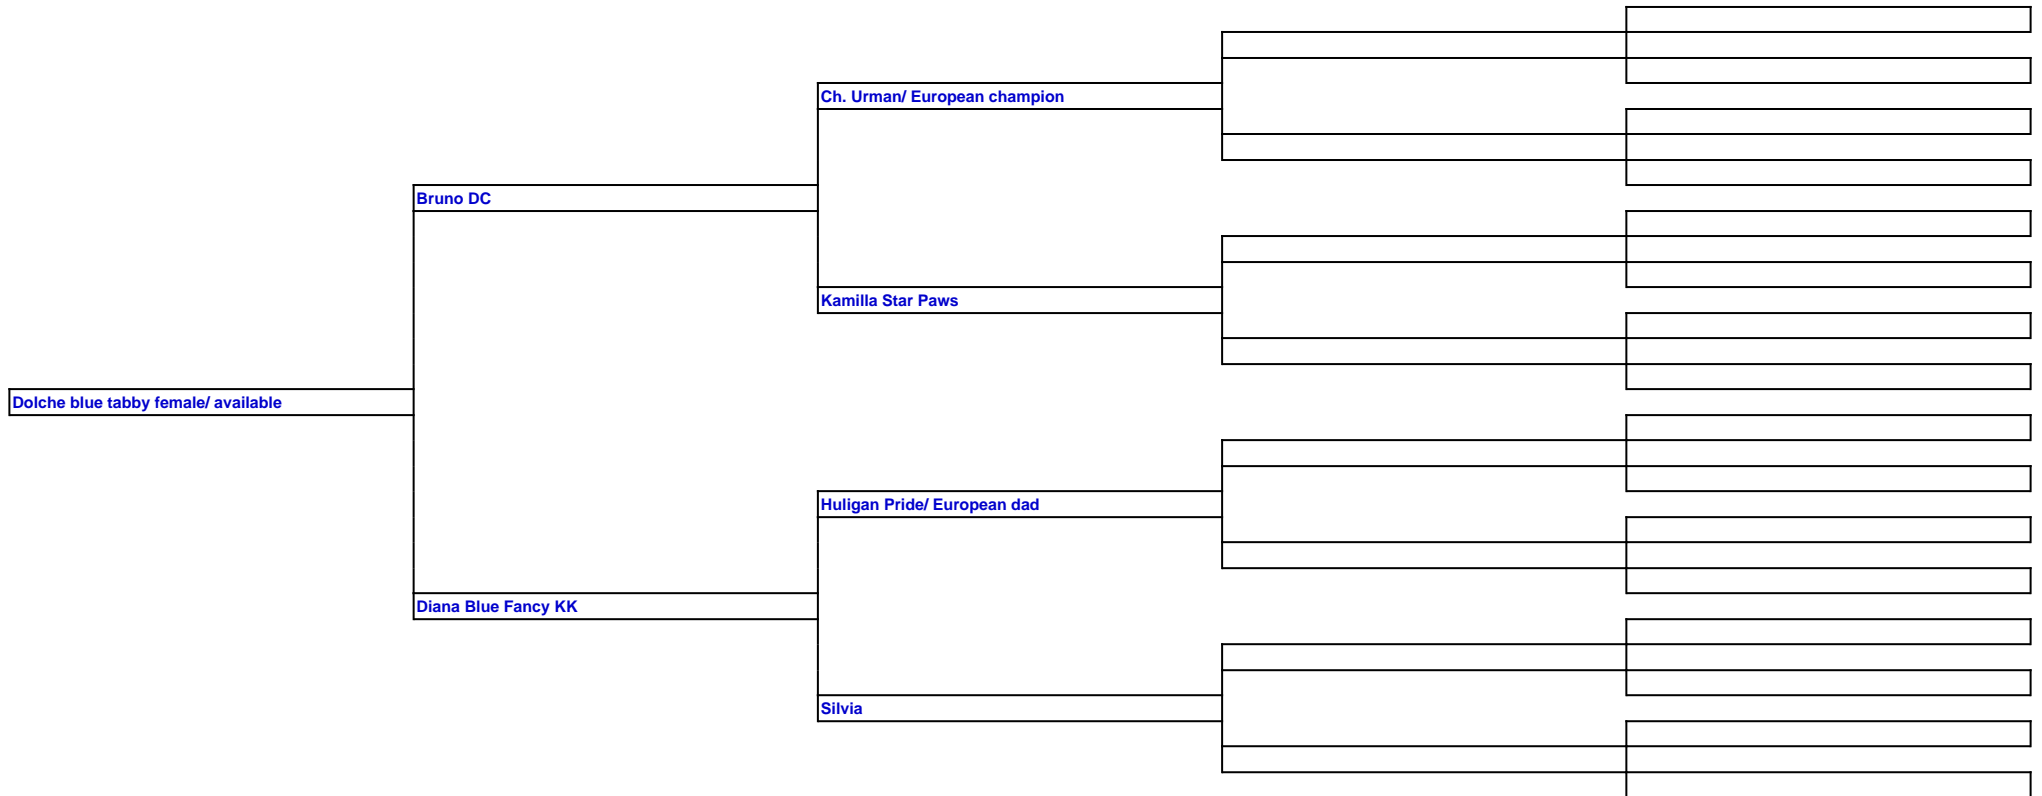 Ch. Urman/ European champion
Bruno DC
Kamilla Star Paws
Dolche blue tabby female/ available
Huligan Pride/ European dad
Diana Blue Fancy KK
Silvia